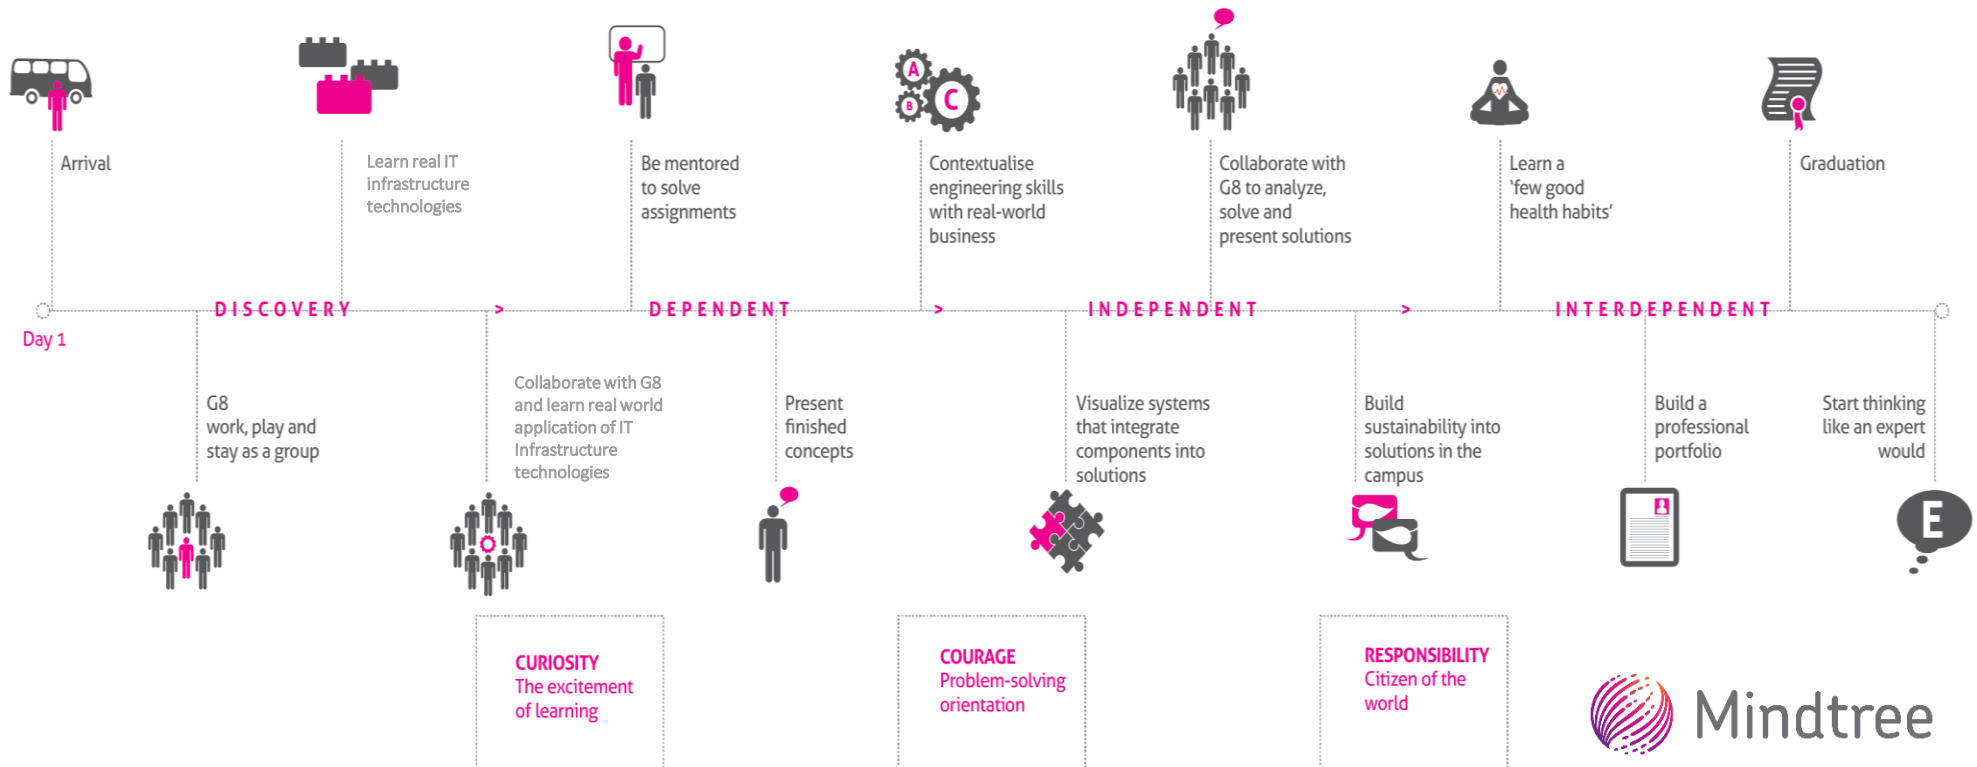 A
B
C
Arrival
Learn real IT
infrastructure
technologies
Be mentored
to solve
assignments
Contextualise
engineering skills
with real-world
business
Collaborate with
G8 to analyze,
solve and
present solutions
Learn a
‘few good
health habits’
Graduation
DISCOVERY > DEPENDENT > INDEPENDENT > INTERDEPENDENT
Day 1
G8
work, play and
stay as a group
Collaborate with G8
and learn real world
application of IT
Infrastructure
technologies
Present
finished
concepts
Visualize systems
that integrate
components into
solutions
Build
sustainability into
solutions in the
campus
Build a
professional
portfolio
Start thinking
like an expert
would
E
CURIOSITY
The excitement
of learning
COURAGE
Problem-solving
orientation
RESPONSIBILITY
Citizen of the
world
Mindtree